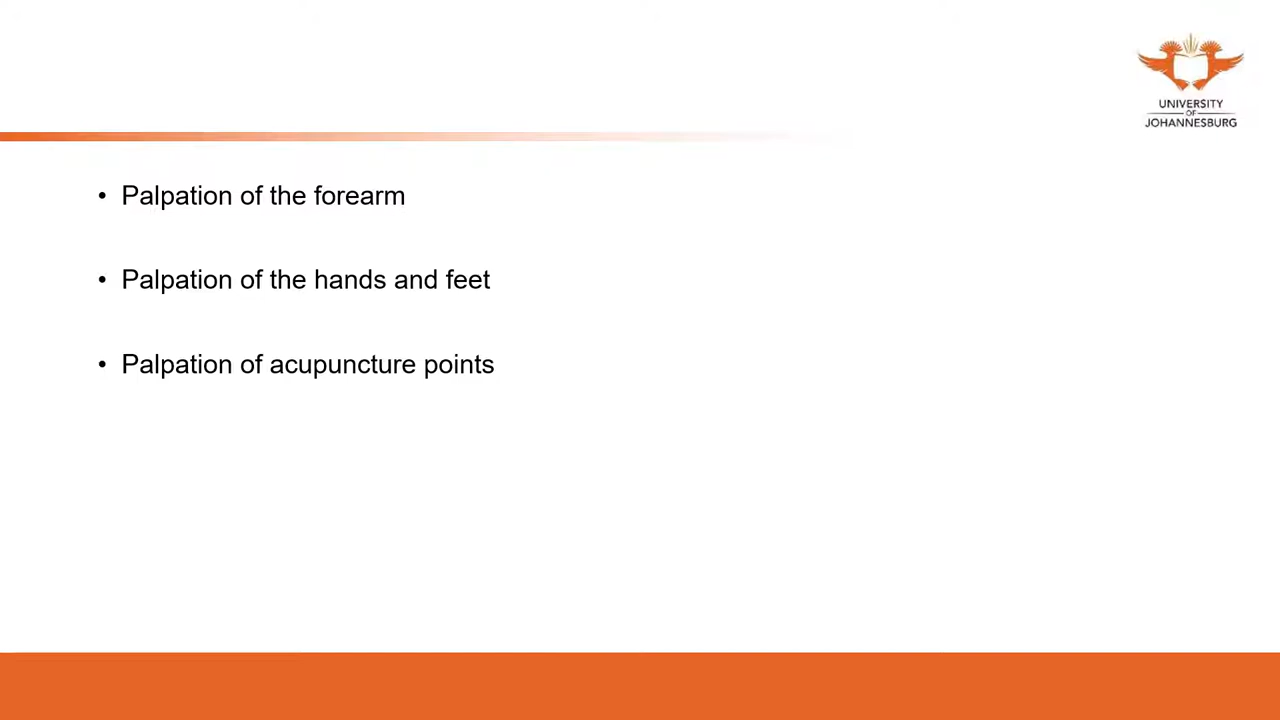 UNIVERSITY
OF
JOHANNESBURG
• Palpation of the forearm
• Palpation of the hands and feet
• Palpation of acupuncture points